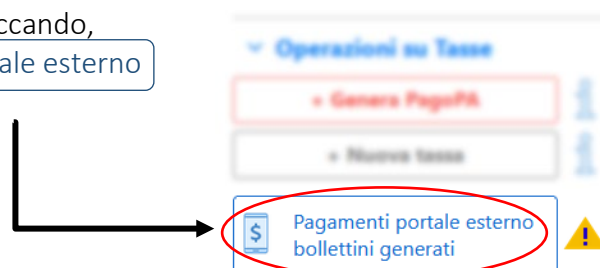 ccando,
ale esterno
Operazioni su Tasse
+ Genera PagoPA
+ Nuova tassa
Pagamenti portale esterno
bollettini generati